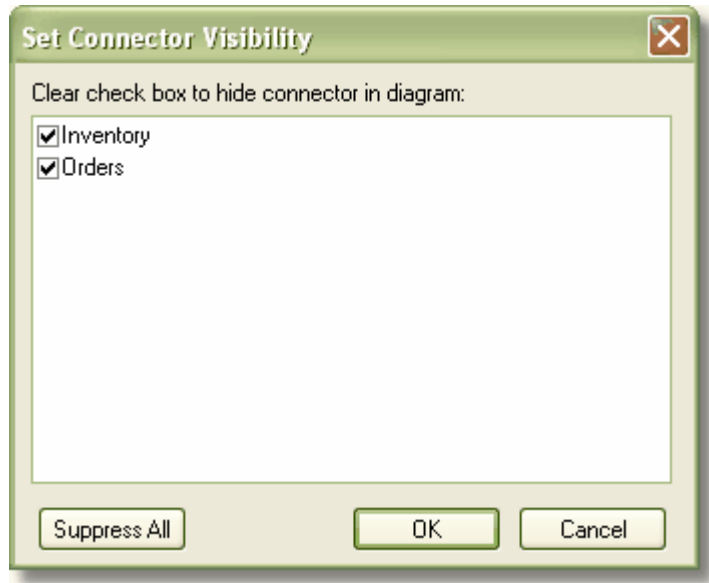 Set Connector Visibility
Clear check box to hide connector in diagram:
Inventory
Orders
Suppress All OK Cancel